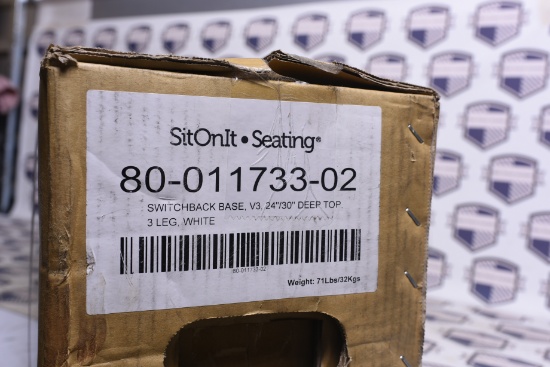 SitOnIt • Seating®
80-011733-02
SWITCHBACK BASE, V3, 24"/30" DEEP TOP
3 LEG, WHITE
80-011733-02
Weight: 71Lbs/32Kgs